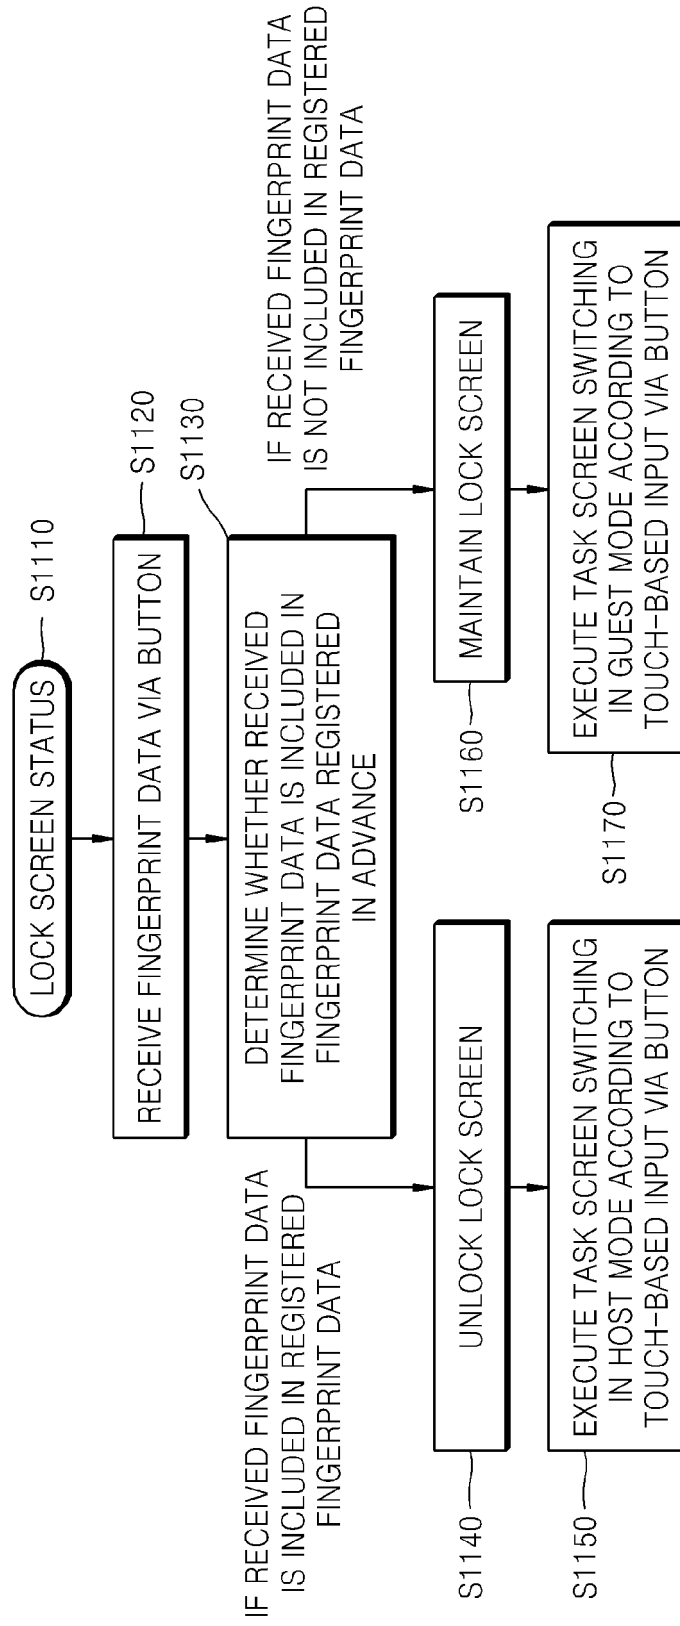 LOCK SCREEN STATUS
S1110
RECEIVE FINGERPRINT DATA VIA BUTTON
S1120
S1130
DETERMINE WHETHER RECEIVED
FINGERPRINT DATA IS INCLUDED IN
FINGERPRINT DATA REGISTERED
IN ADVANCE
IF RECEIVED FINGERPRINT DATA
IS INCLUDED IN REGISTERED
FINGERPRINT DATA
IF RECEIVED FINGERPRINT DATA
IS NOT INCLUDED IN REGISTERED
FINGERPRINT DATA
S1140
UNLOCK LOCK SCREEN
S1160
MAINTAIN LOCK SCREEN
S1150
EXECUTE TASK SCREEN SWITCHING
IN HOST MODE ACCORDING TO
TOUCH-BASED INPUT VIA BUTTON
S1170
EXECUTE TASK SCREEN SWITCHING
IN GUEST MODE ACCORDING TO
TOUCH-BASED INPUT VIA BUTTON